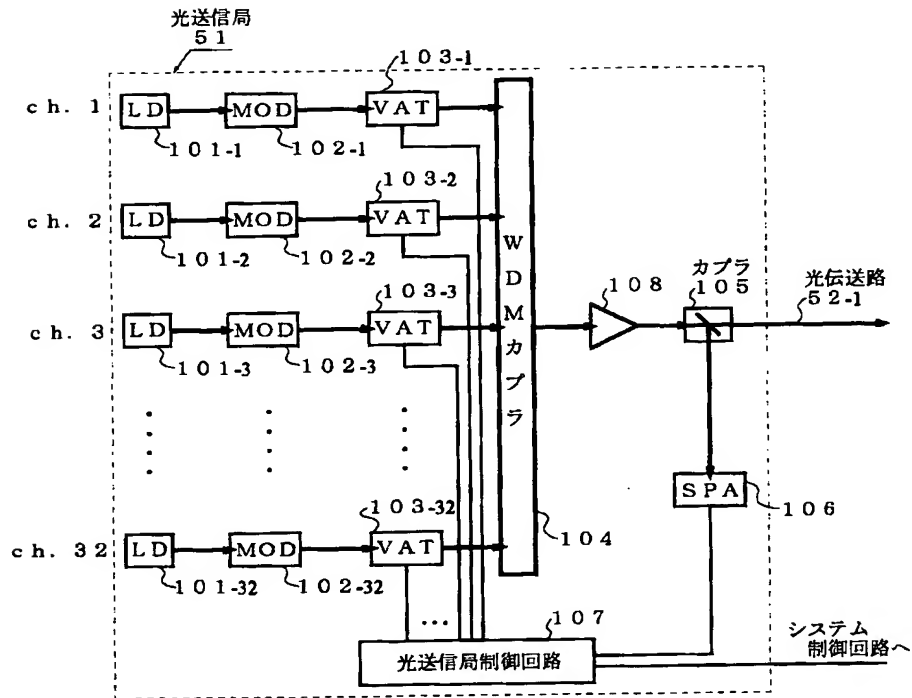 光送信局
51
103-1
ch. 1
LD
MOD
VAT
101-1
102-1
103-2
ch. 2
LD
MOD
VAT
101-2
102-2
103-3
ch. 3
LD
MOD
VAT
101-3
102-3
WDMカプラ
108
カプラ
105
光伝送路
52-1
SPA
106
103-32
ch. 32
LD
MOD
VAT
104
101-32
102-32
...
107
光送信局制御回路
システム
制御回路へ